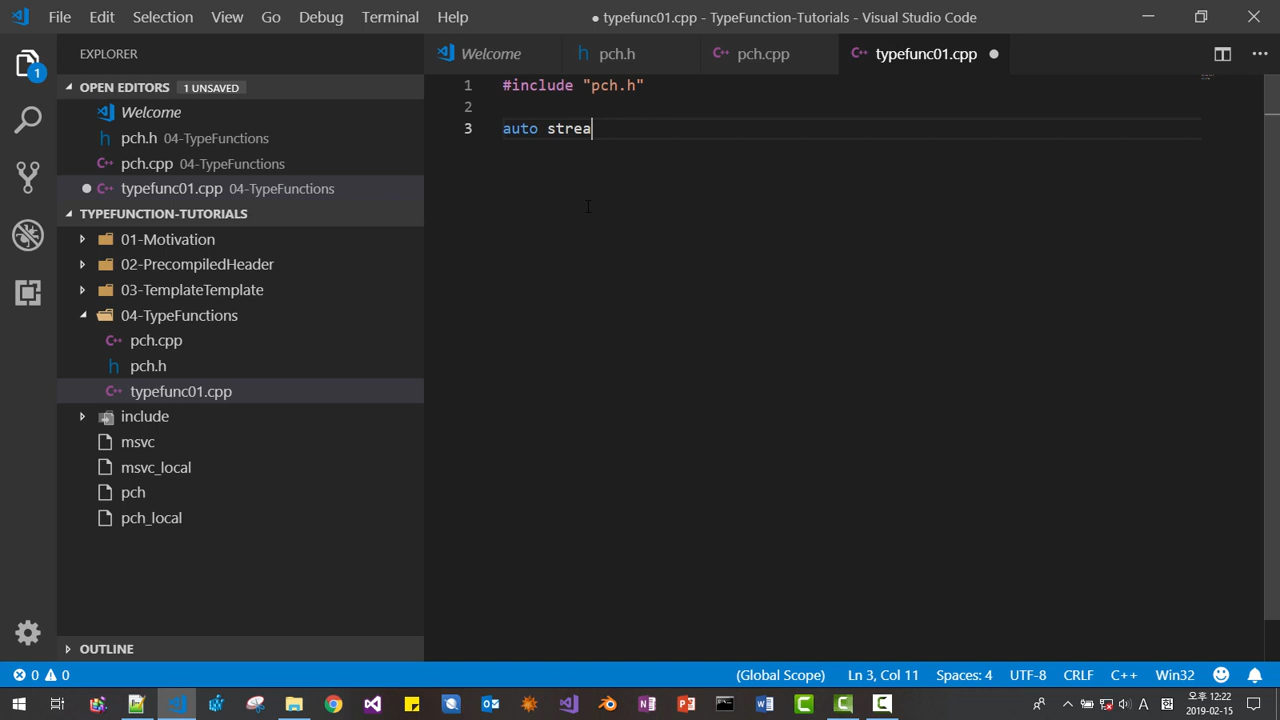 File Edit Selection View Go Debug Terminal Help
● typefunc01.cpp - TypeFunction-Tutorials - Visual Studio Code
EXPLORER
Welcome pch.h pch.cpp typefunc01.cpp
OPEN EDITORS 1 UNSAVED
Welcome
pch.h 04-TypeFunctions
pch.cpp 04-TypeFunctions
typefunc01.cpp 04-TypeFunctions
TYPEFUNCTION-TUTORIALS
01-Motivation
02-PrecompiledHeader
03-TemplateTemplate
04-TypeFunctions
pch.cpp
pch.h
typefunc01.cpp
include
msvc
msvc_local
pch
pch_local
OUTLINE
1 #include "pch.h"
2
3 auto strea
0 0 (Global Scope) Ln 3, Col 11 Spaces: 4 UTF-8 CRLF C++ Win32
A
오후 12:22
2019-02-15